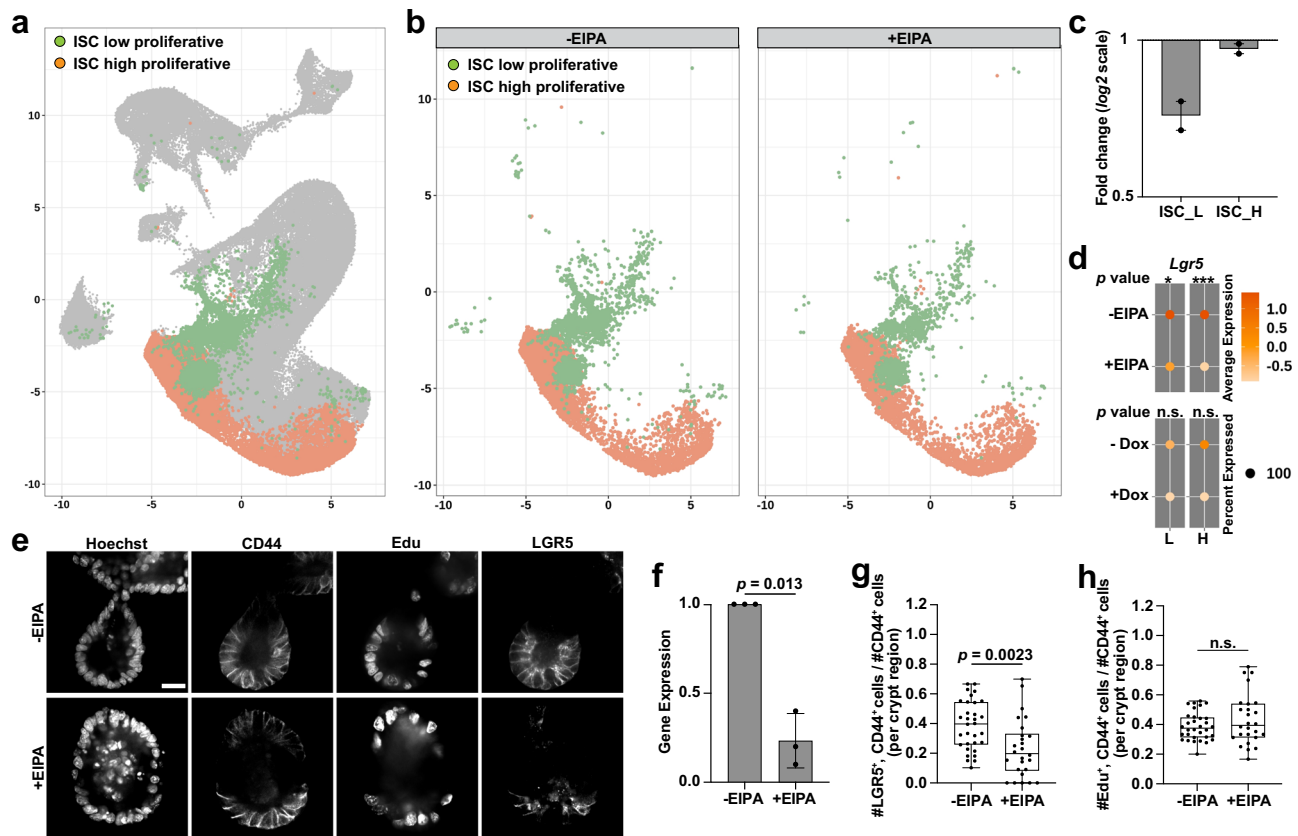 a
ISC low proliferative
ISC high proliferative
10
5
0
-5
-10
-10
-5
0
5
b
-EIPA
+EIPA
ISC low proliferative
ISC high proliferative
10
5
0
-5
-10
-10
-5
0
5
-10
-5
0
5
c
Fold change (log2 scale)
1
0.5
ISC_L
ISC_H
d
Lgr5
p value
*
***
-EIPA
+EIPA
p value
n.s.
n.s.
- Dox
+Dox
L
H
Average Expression
1.0
0.5
0.0
-0.5
Percent Expressed
100
e
Hoechst
CD44
Edu
LGR5
-EIPA
+EIPA
f
p = 0.013
Gene Expression
1.0
0.5
0
-EIPA
+EIPA
g
#LGR5⁺, CD44⁺ cells / #CD44⁺ cells
(per crypt region)
p = 0.0023
1.2
1.0
0.8
0.6
0.4
0.2
0
-EIPA
+EIPA
h
#Edu⁺, CD44⁺ cells / #CD44⁺ cells
(per crypt region)
n.s.
1.2
1.0
0.8
0.6
0.4
0.2
0
-EIPA
+EIPA